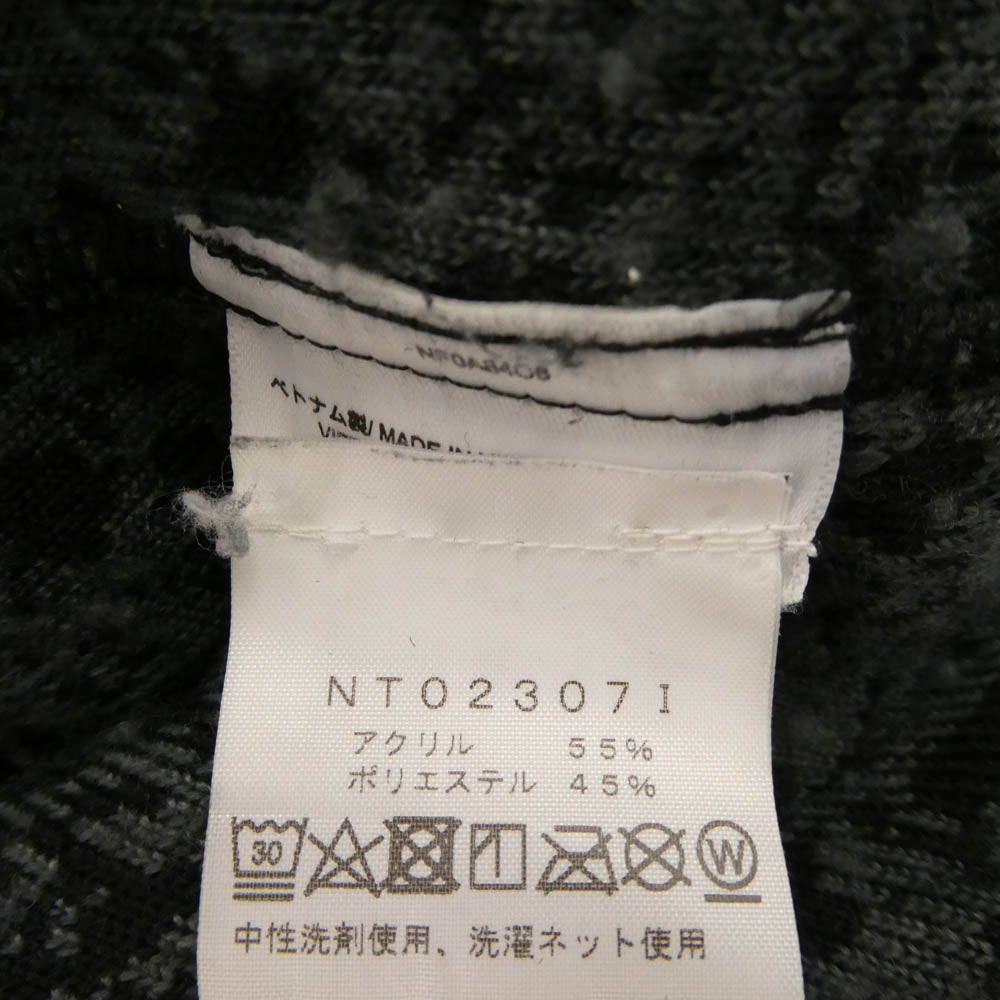 ベトナム製/ MADE IN
NT02307I
アクリル 55%
ポリエステル 45%
30
W
中性洗剤使用、洗濯ネット使用